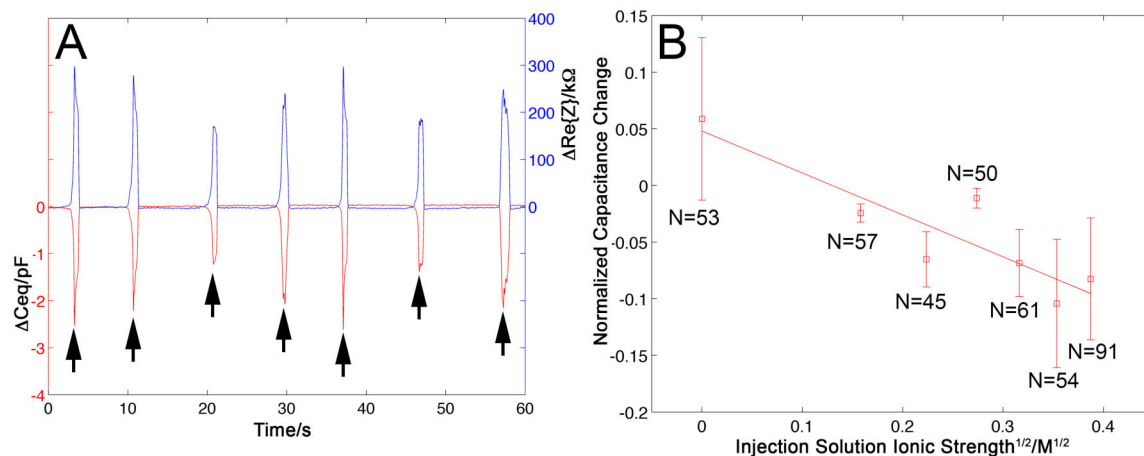 A
400
300
200
100
0
ΔRe{Z}/kΩ
0
-1
-2
-3
-4
ΔCeq/pF
0 10 20 30 40 50 60
Time/s
B
0.15
0.1
0.05
0
-0.05
-0.1
-0.15
-0.2
Normalized Capacitance Change
N=53
N=57
N=45
N=50
N=61
N=54
N=91
0 0.1 0.2 0.3 0.4
Injection Solution Ionic Strength^1/2/M^1/2